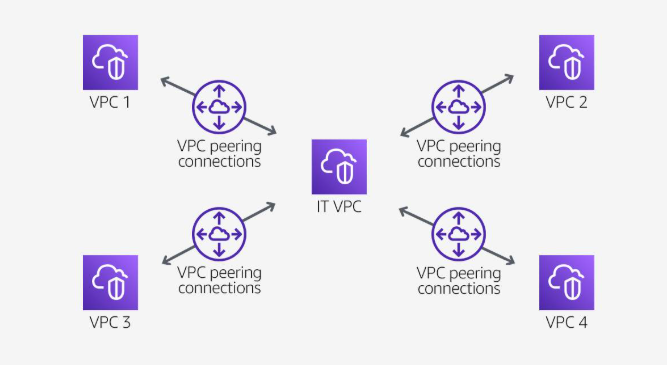 VPC 1
VPC 2
VPC peering
connections
VPC peering
connections
IT VPC
VPC peering
connections
VPC peering
connections
VPC 3
VPC 4